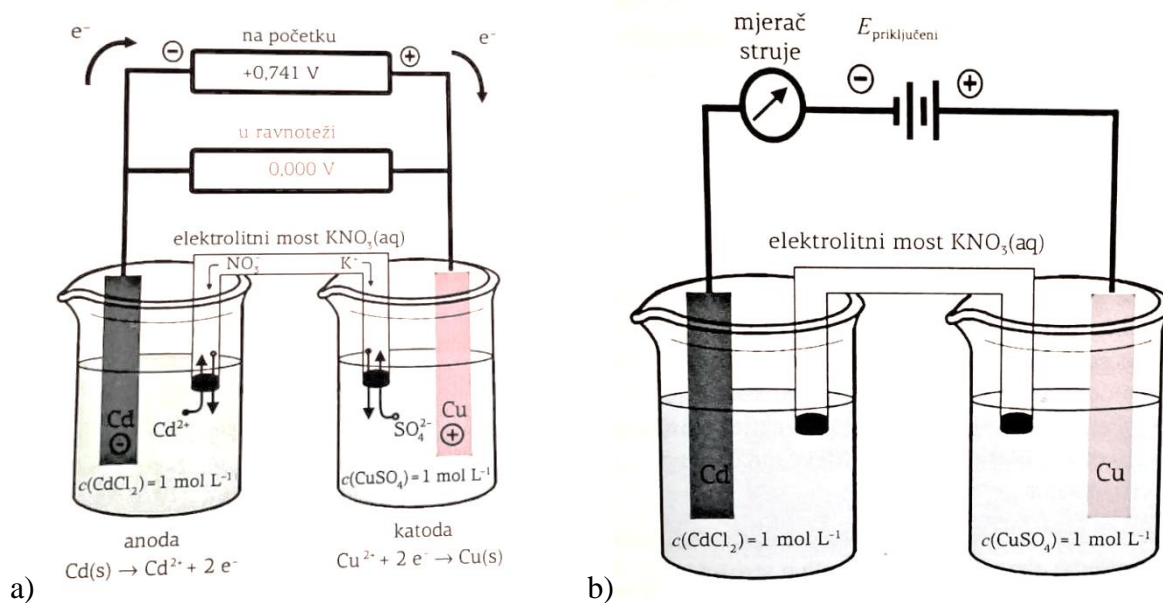 e⁻
na početku
e⁻
⊖
+0,741 V
⊕
u ravnoteži
0,000 V
elektrolitni most KNO₃(aq)
NO₃⁻
K⁺
Cd
⊖
Cd²⁺
SO₄²⁻
Cu
⊕
c(CdCl₂) = 1 mol L⁻¹
c(CuSO₄) = 1 mol L⁻¹
anoda
katoda
Cd(s) → Cd²⁺ + 2 e⁻
Cu²⁺ + 2 e⁻ → Cu(s)
a)
mjerač
struje
E priključeni
⊖
⊕
elektrolitni most KNO₃(aq)
Cd
Cu
c(CdCl₂) = 1 mol L⁻¹
c(CuSO₄) = 1 mol L⁻¹
b)